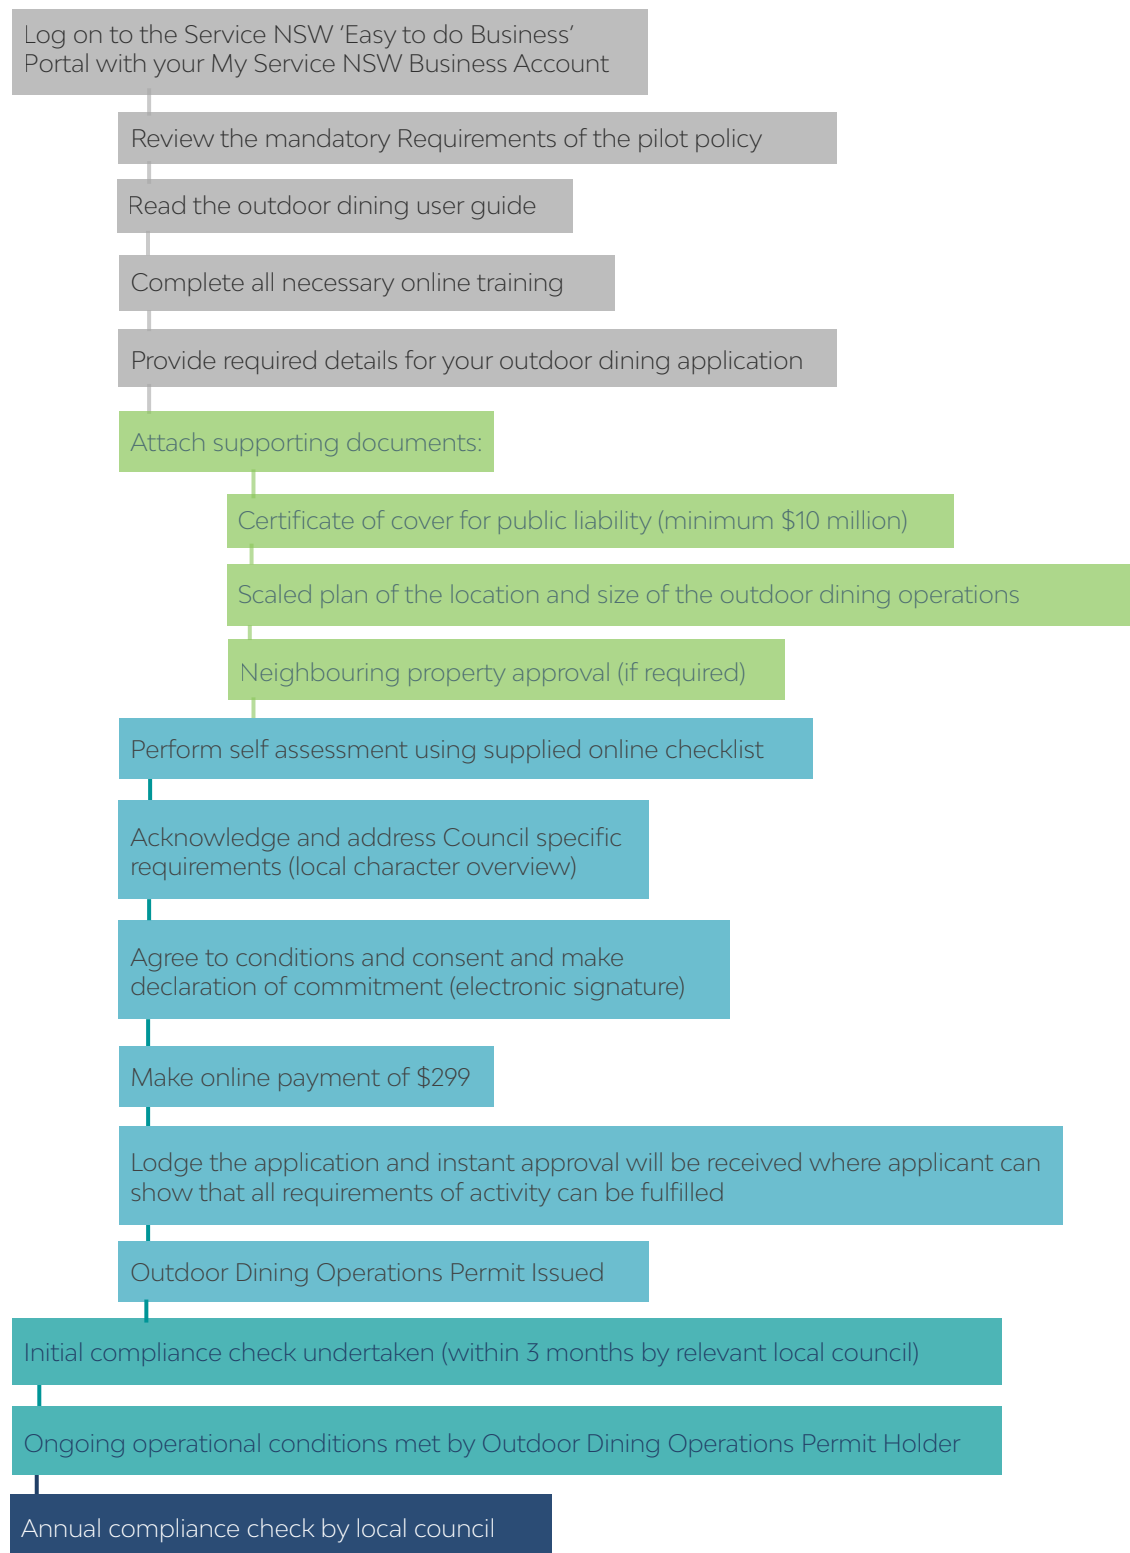 Log on to the Service NSW ‘Easy to do Business’
Portal with your My Service NSW Business Account
Review the mandatory Requirements of the pilot policy
Read the outdoor dining user guide
Complete all necessary online training
Provide required details for your outdoor dining application
Attach supporting documents:
Certificate of cover for public liability (minimum $10 million)
Scaled plan of the location and size of the outdoor dining operations
Neighbouring property approval (if required)
Perform self assessment using supplied online checklist
Acknowledge and address Council specific
requirements (local character overview)
Agree to conditions and consent and make
declaration of commitment (electronic signature)
Make online payment of $299
Lodge the application and instant approval will be received where applicant can
show that all requirements of activity can be fulfilled
Outdoor Dining Operations Permit Issued
Initial compliance check undertaken (within 3 months by relevant local council)
Ongoing operational conditions met by Outdoor Dining Operations Permit Holder
Annual compliance check by local council